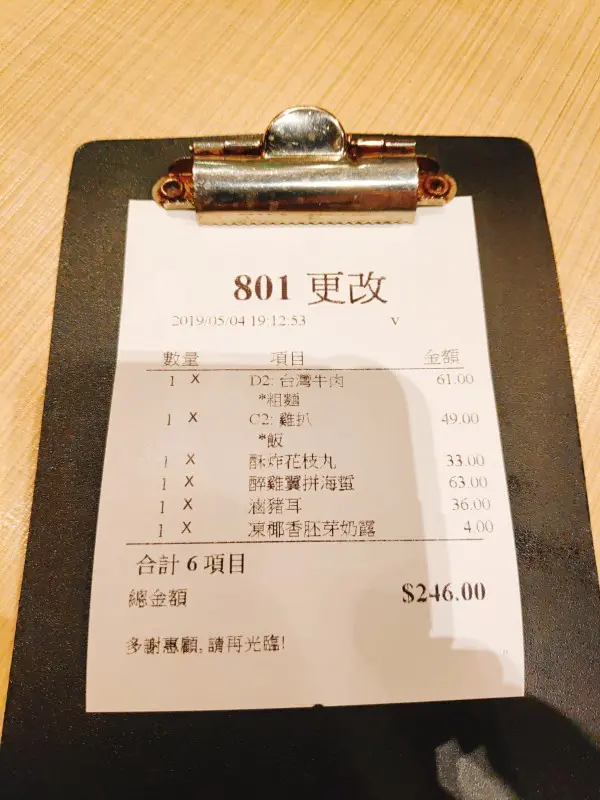 801 更改
2019/05/04 19:12:53 v
數量 項目 金額
1 X D2: 台灣牛肉 61.00
*粗麵
1 X C2: 雞扒 49.00
*飯
1 X 酥炸花枝丸 33.00
1 X 醉雞翼拼海蜇 63.00
1 X 滷豬耳 36.00
1 X 凍椰香胚芽奶露 4.00
合計 6 項目
總金額 $246.00
多謝惠顧, 請再光臨!